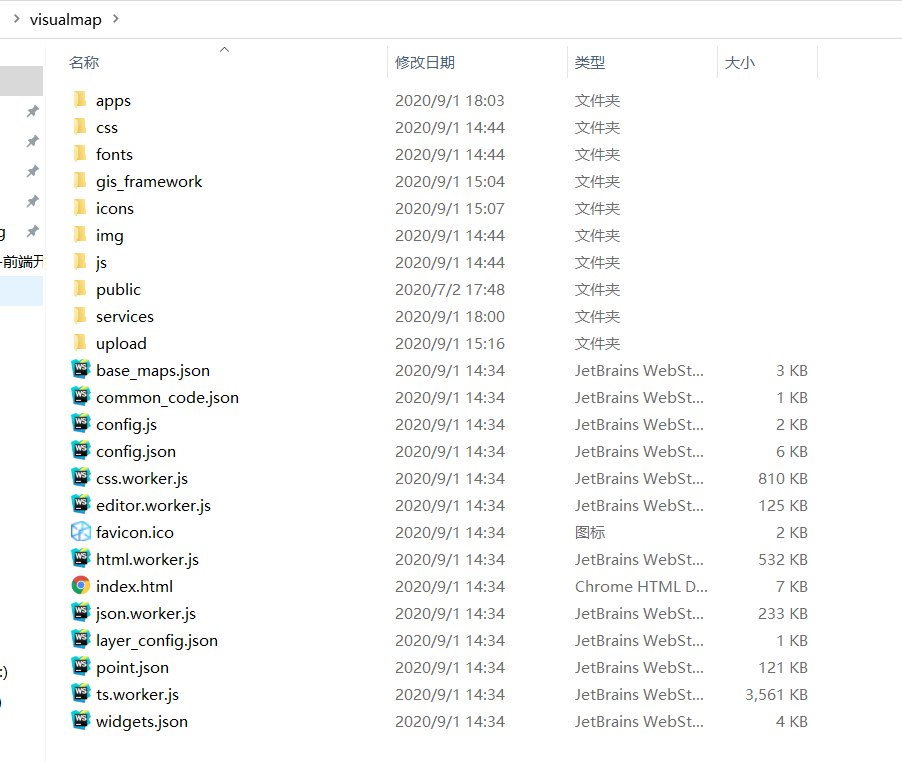 visualmap
名称 修改日期 类型 大小
apps 2020/9/1 18:03 文件夹
css 2020/9/1 14:44 文件夹
fonts 2020/9/1 14:44 文件夹
gis_framework 2020/9/1 15:04 文件夹
icons 2020/9/1 15:07 文件夹
img 2020/9/1 14:44 文件夹
g
-前端开
js 2020/9/1 14:44 文件夹
public 2020/7/2 17:48 文件夹
services 2020/9/1 18:00 文件夹
upload 2020/9/1 15:16 文件夹
base_maps.json 2020/9/1 14:34 JetBrains WebSt... 3 KB
common_code.json 2020/9/1 14:34 JetBrains WebSt... 1 KB
config.js 2020/9/1 14:34 JetBrains WebSt... 2 KB
config.json 2020/9/1 14:34 JetBrains WebSt... 6 KB
css.worker.js 2020/9/1 14:34 JetBrains WebSt... 810 KB
editor.worker.js 2020/9/1 14:34 JetBrains WebSt... 125 KB
favicon.ico 2020/9/1 14:34 图标 2 KB
html.worker.js 2020/9/1 14:34 JetBrains WebSt... 532 KB
index.html 2020/9/1 14:34 Chrome HTML D... 7 KB
json.worker.js 2020/9/1 14:34 JetBrains WebSt... 233 KB
layer_config.json 2020/9/1 14:34 JetBrains WebSt... 1 KB
:)
point.json 2020/9/1 14:34 JetBrains WebSt... 121 KB
ts.worker.js 2020/9/1 14:34 JetBrains WebSt... 3,561 KB
widgets.json 2020/9/1 14:34 JetBrains WebSt... 4 KB